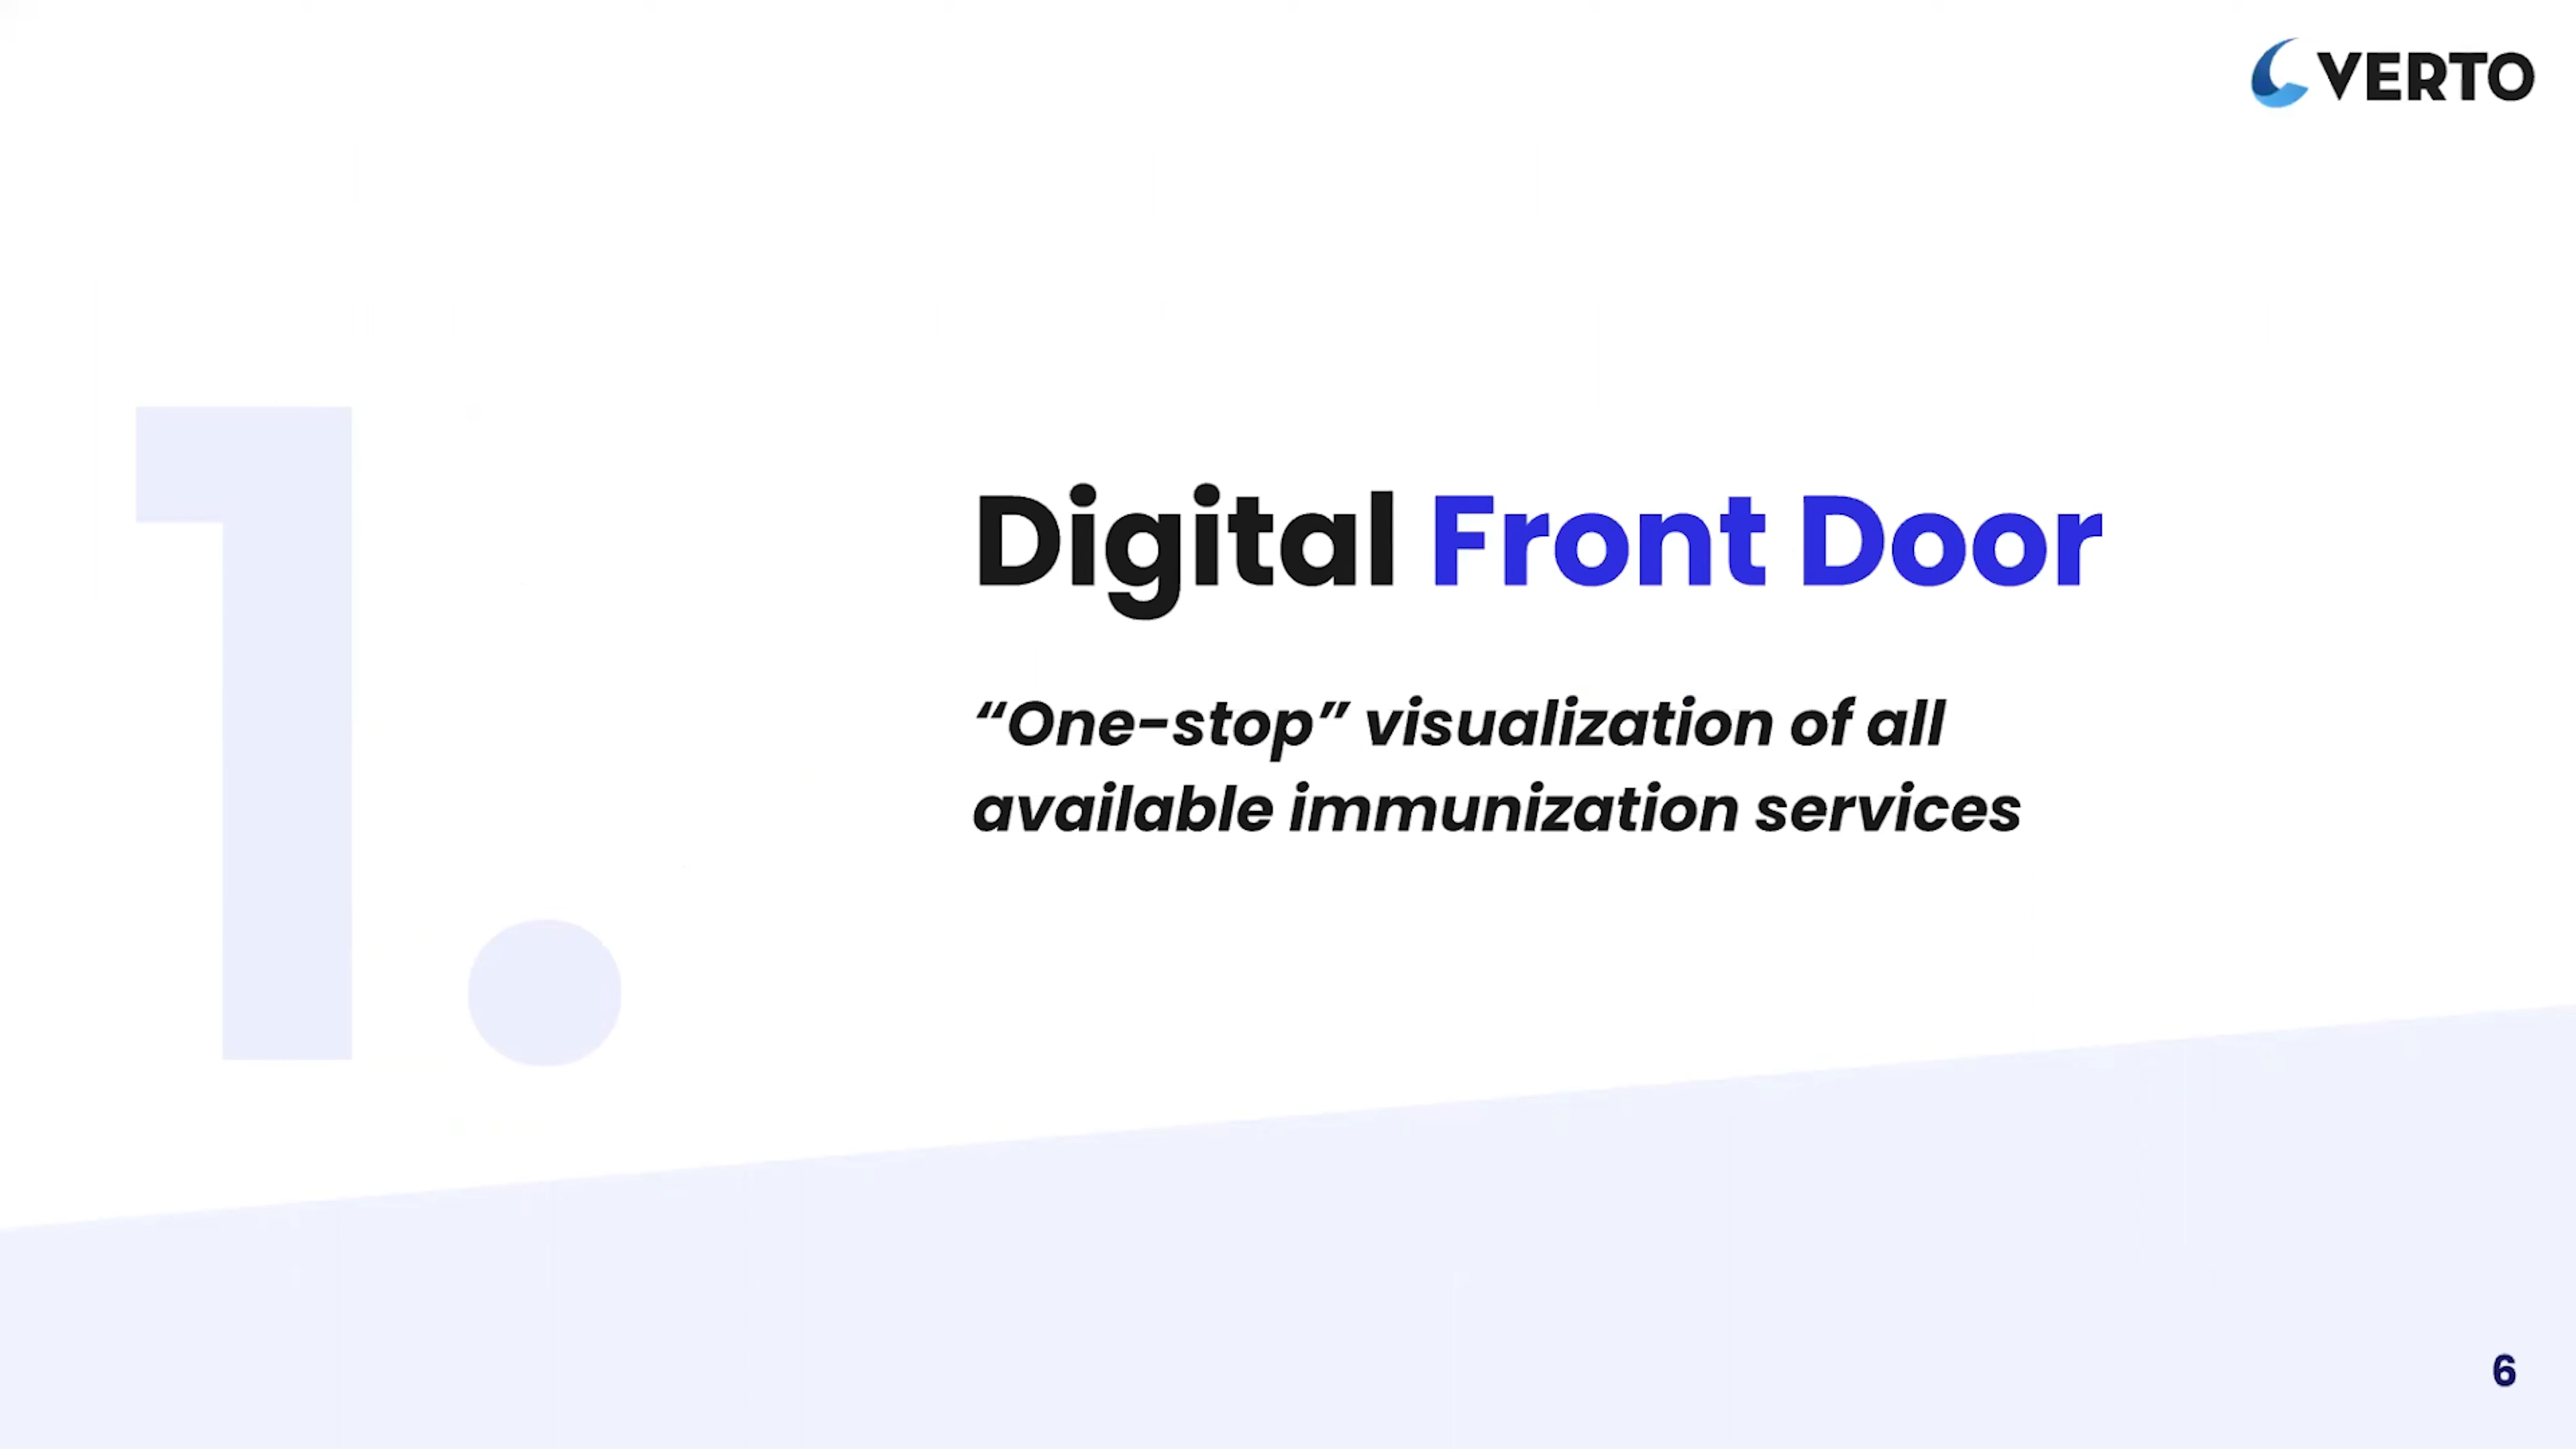 VERTO
1.
Digital Front Door
“One-stop” visualization of all
available immunization services
6